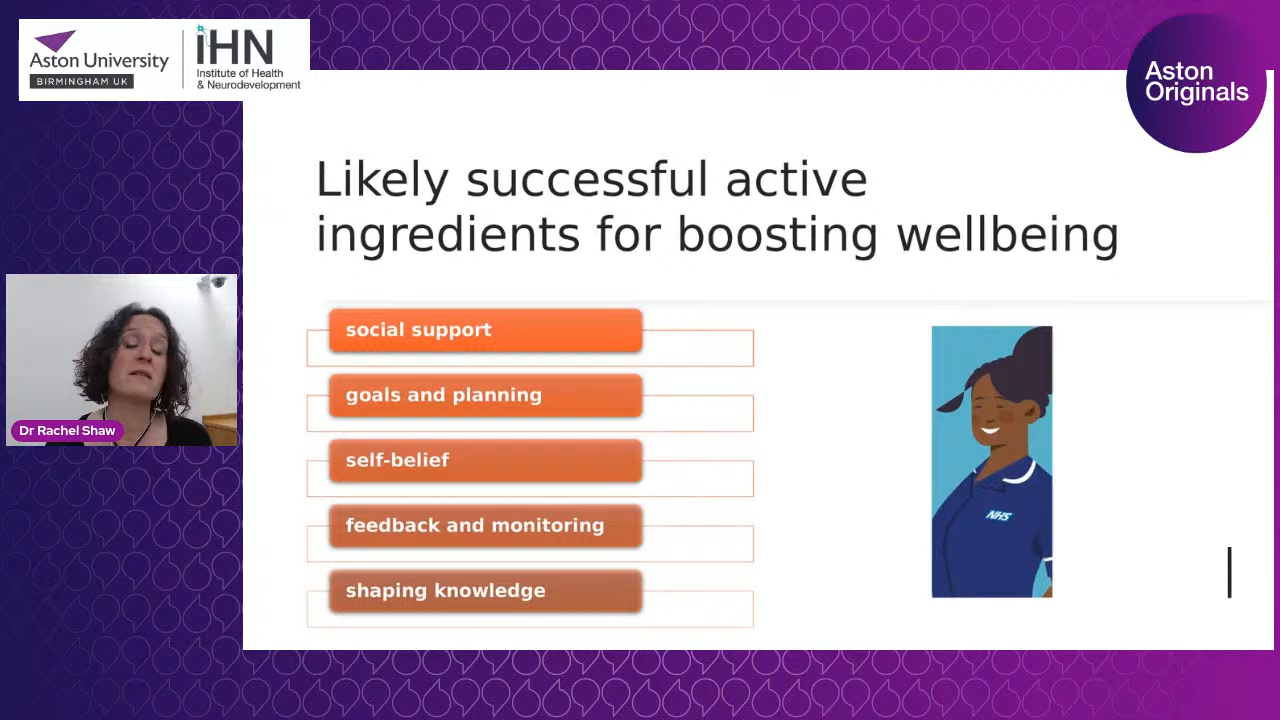 Aston University
BIRMINGHAM UK
iHN
Institute of Health
& Neurodevelopment
Aston
Originals
Likely successful active
ingredients for boosting wellbeing
social support
goals and planning
self-belief
feedback and monitoring
shaping knowledge
NHS
Dr Rachel Shaw